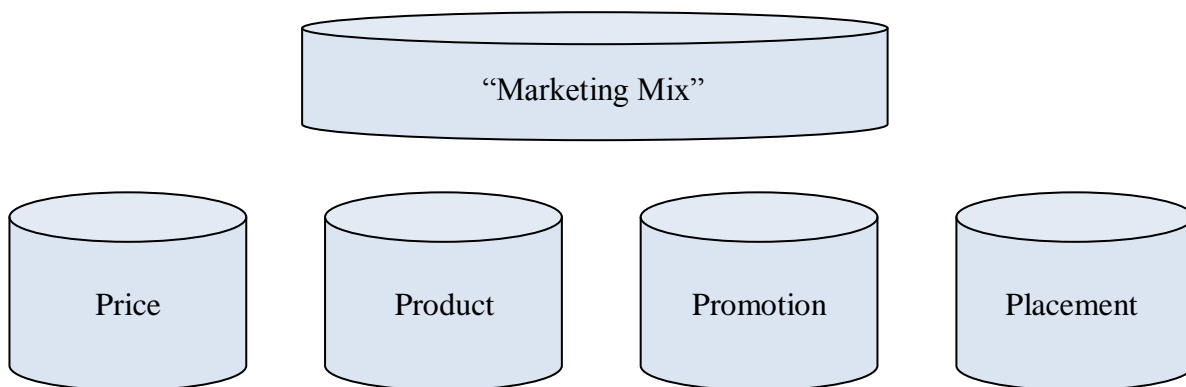 “Marketing Mix”
Price
Product
Promotion
Placement